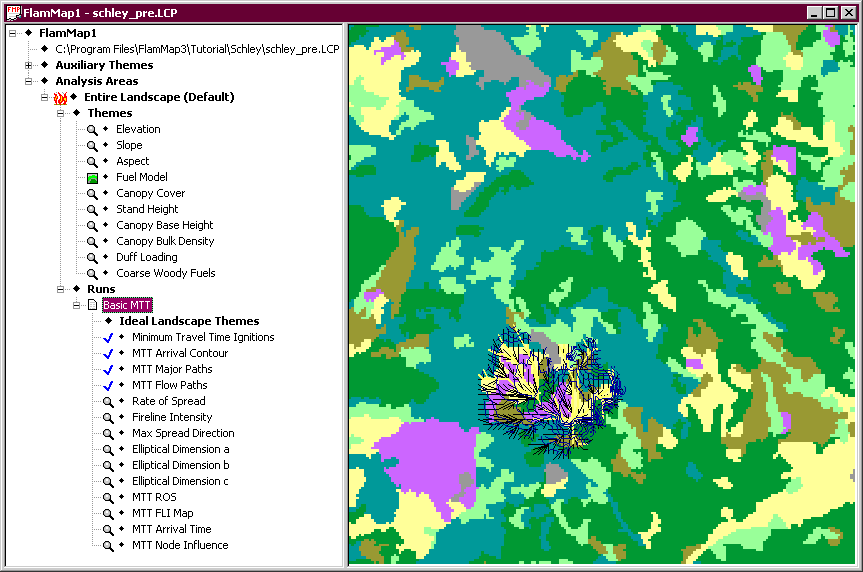 FlamMap1 - schley_pre.LCP
FlamMap1
C:\Program Files\FlamMap3\Tutorial\Schley\schley_pre.LCP
Auxiliary Themes
Analysis Areas
Entire Landscape (Default)
Themes
Elevation
Slope
Aspect
Fuel Model
Canopy Cover
Stand Height
Canopy Base Height
Canopy Bulk Density
Duff Loading
Coarse Woody Fuels
Runs
Basic MTT
Ideal Landscape Themes
Minimum Travel Time Ignitions
MTT Arrival Contour
MTT Major Paths
MTT Flow Paths
Rate of Spread
Fireline Intensity
Max Spread Direction
Elliptical Dimension a
Elliptical Dimension b
Elliptical Dimension c
MTT ROS
MTT FLI Map
MTT Arrival Time
MTT Node Influence